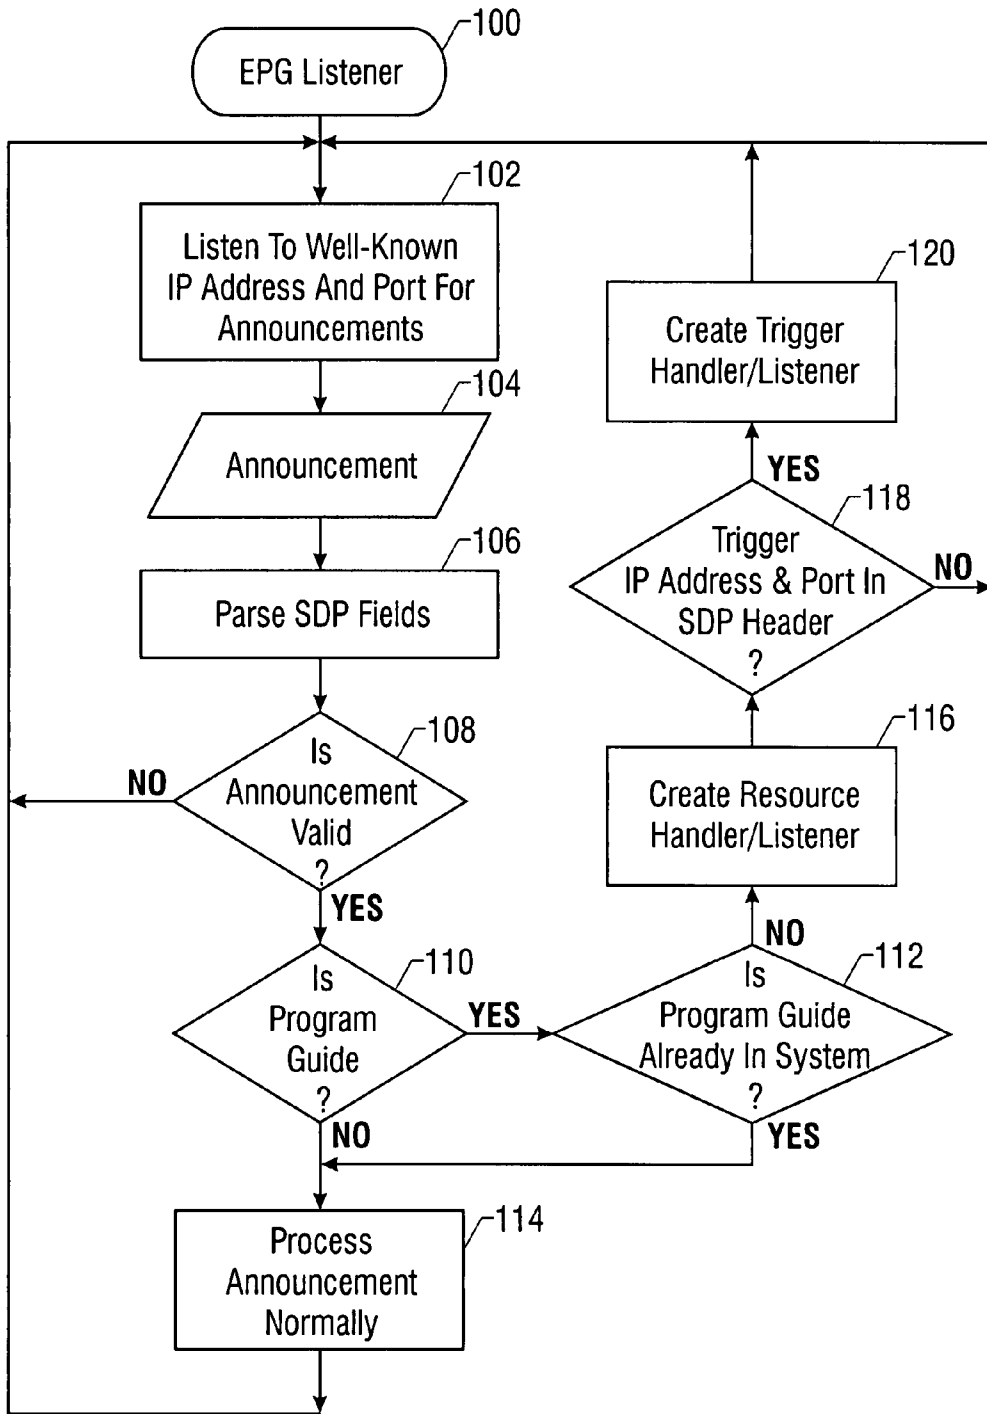 100
EPG Listener
102
Listen To Well-Known
IP Address And Port For
Announcements
104
Announcement
106
Parse SDP Fields
108
Is
Announcement
Valid
?
NO
YES
110
Is
Program
Guide
?
YES
NO
112
Is
Program Guide
Already In System
?
NO
YES
114
Process
Announcement
Normally
116
Create Resource
Handler/Listener
118
Trigger
IP Address & Port In
SDP Header
?
YES
NO
120
Create Trigger
Handler/Listener